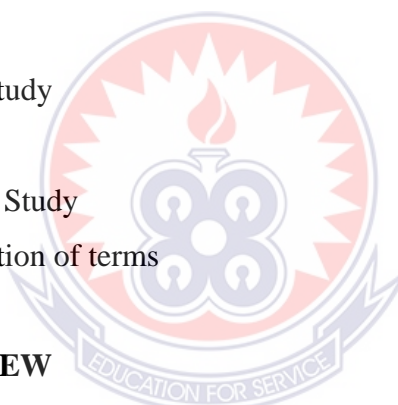 tudy
Study
tion of terms
EW
EDUCATION FOR SERVICE